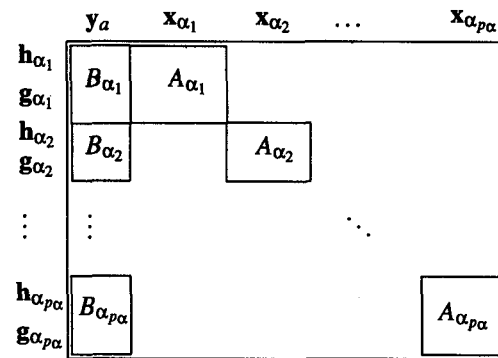 y_a x_{α_1} x_{α_2} … x_{α_{pα}}
h_{α_1}
B_{α_1} A_{α_1}
g_{α_1}
h_{α_2}
B_{α_2} A_{α_2}
g_{α_2}
⋮ ⋮ ⋱
h_{α_{pα}}
B_{α_{pα}} A_{α_{pα}}
g_{α_{pα}}